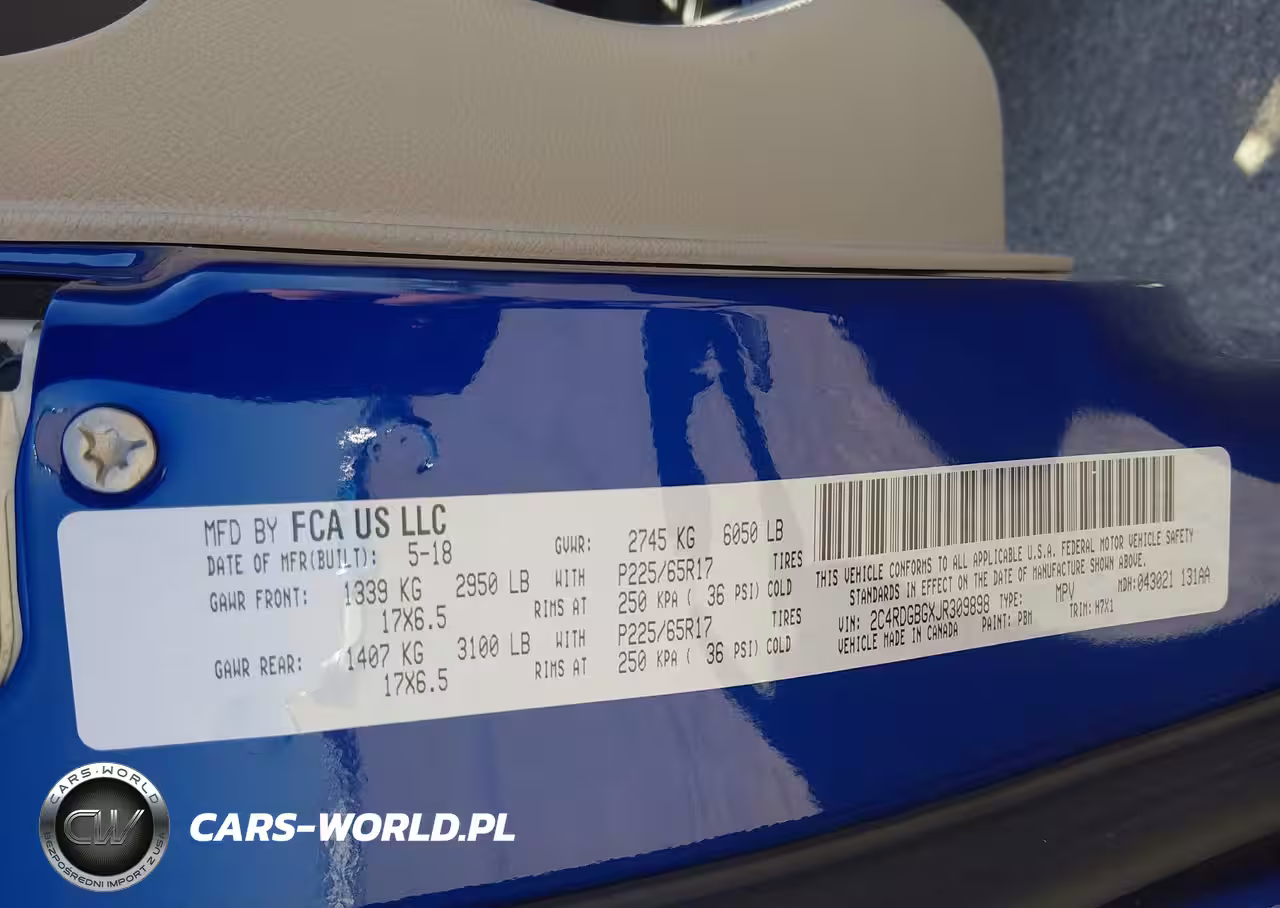 MFD BY FCA US LLC
DATE OF MFR(BUILT): 5-18 GVWR: 2745 KG 6050 LB
GAWR FRONT: 1339 KG 2950 LB WITH P225/65R17 TIRES
17X6.5 RIMS AT 250 KPA ( 36 PSI) COLD
GAWR REAR: 1407 KG 3100 LB WITH P225/65R17 TIRES
17X6.5 RIMS AT 250 KPA ( 36 PSI) COLD
THIS VEHICLE CONFORMS TO ALL APPLICABLE U.S.A. FEDERAL MOTOR VEHICLE SAFETY
STANDARDS IN EFFECT ON THE DATE OF MANUFACTURE SHOWN ABOVE.
VIN: 2C4RDGBGXJR309898 TYPE: MPV MDH: 043021 131AA
VEHICLE MADE IN CANADA PAINT: PBM TRIM: H7X1
CARS-WORLD
CW
BEZPOŚREDNI IMPORT Z USA
CARS-WORLD.PL